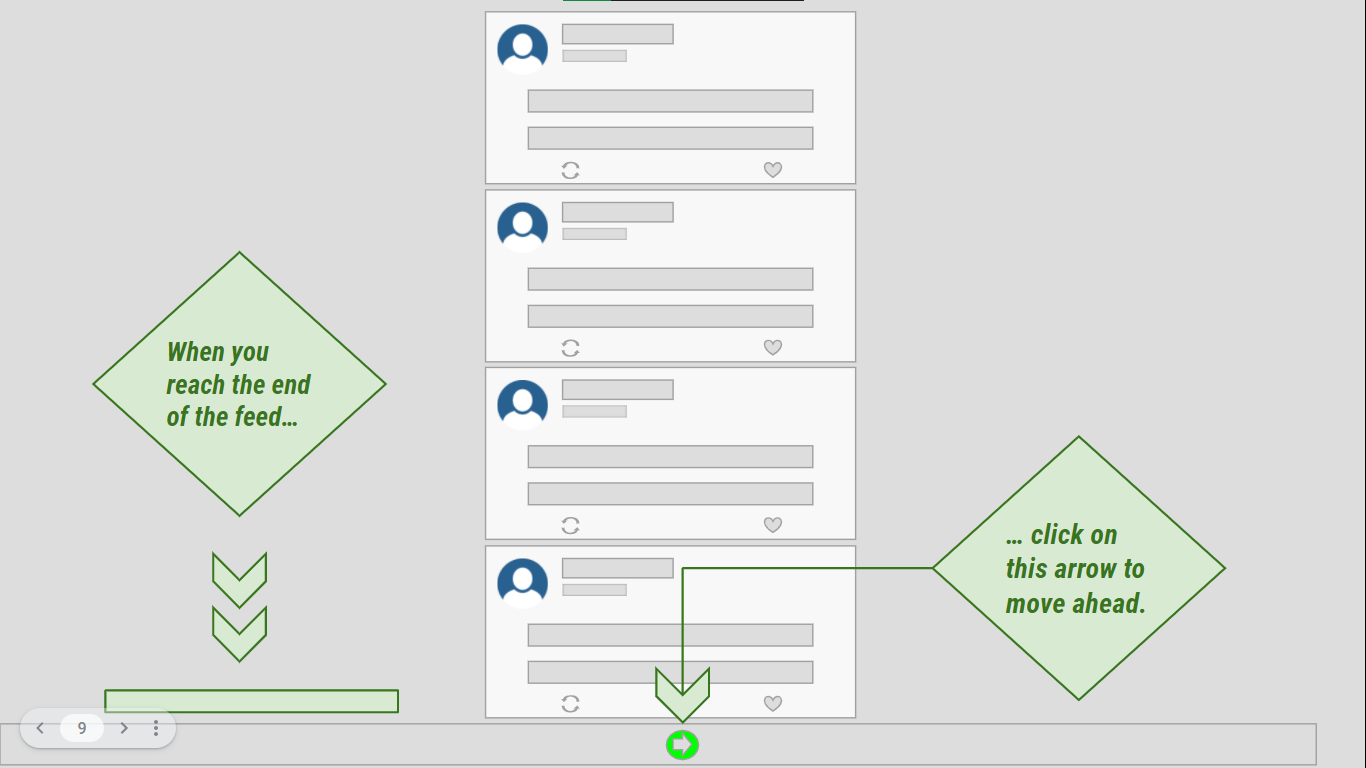 When you
reach the end
of the feed…
… click on
this arrow to
move ahead.
9